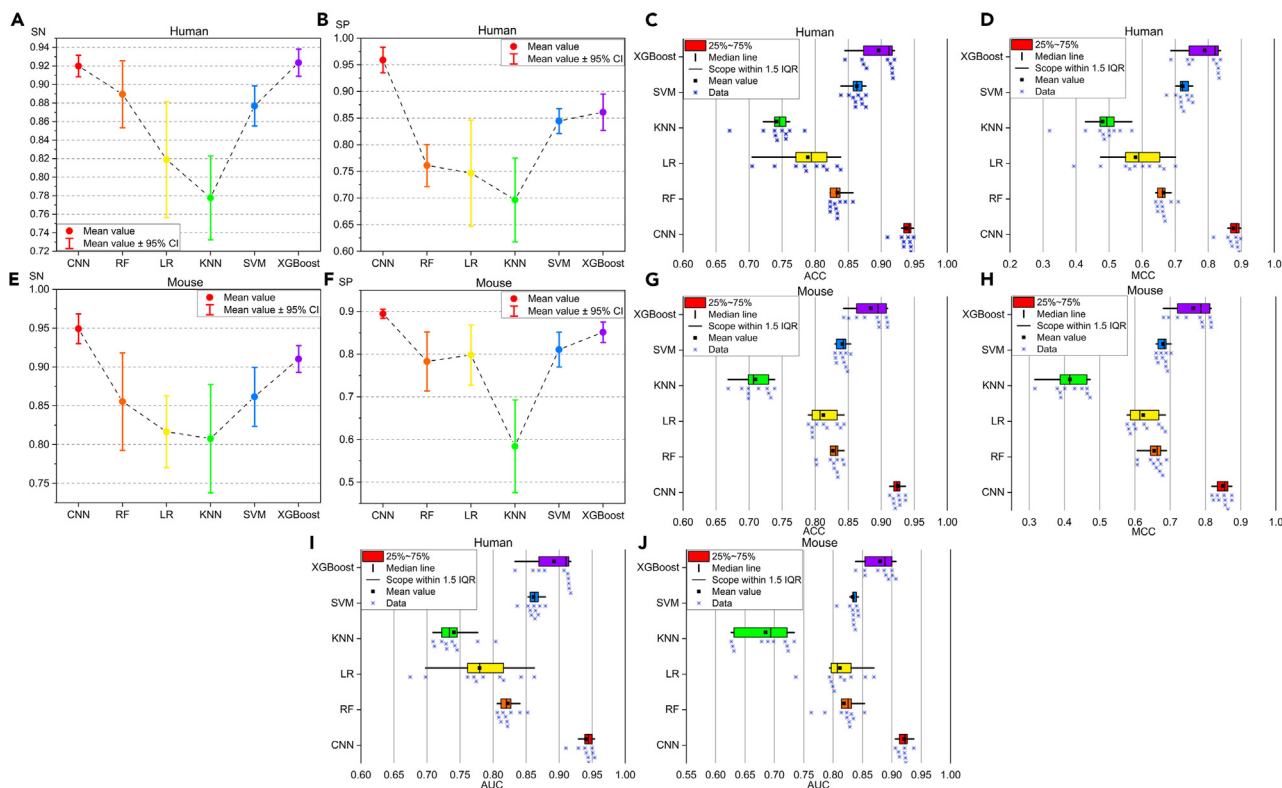 A
SN
Human
0.94
0.92
0.90
0.88
0.86
0.84
0.82
0.80
0.78
0.76
0.74
0.72
Mean value
Mean value ± 95% CI
CNN RF LR KNN SVM XGBoost
B
SP
Human
1.00
0.95
0.90
0.85
0.80
0.75
0.70
0.65
0.60
Mean value
Mean value ± 95% CI
CNN RF LR KNN SVM XGBoost
C
Human
25%~75%
Median line
Scope within 1.5 IQR
Mean value
Data
XGBoost
SVM
KNN
LR
RF
CNN
0.60 0.65 0.70 0.75 0.80 0.85 0.90 0.95 1.00
ACC
D
Human
25%~75%
Median line
Scope within 1.5 IQR
Mean value
Data
XGBoost
SVM
KNN
LR
RF
CNN
0.2 0.3 0.4 0.5 0.6 0.7 0.8 0.9 1.0
MCC
E
SN
Mouse
1.00
0.95
0.90
0.85
0.80
0.75
Mean value
Mean value ± 95% CI
CNN RF LR KNN SVM XGBoost
F
SP
Mouse
0.9
0.8
0.7
0.6
0.5
Mean value
Mean value ± 95% CI
CNN RF LR KNN SVM XGBoost
G
Mouse
25%~75%
Median line
Scope within 1.5 IQR
Mean value
Data
XGBoost
SVM
KNN
LR
RF
CNN
0.60 0.65 0.70 0.75 0.80 0.85 0.90 0.95 1.00
ACC
H
Mouse
25%~75%
Median line
Scope within 1.5 IQR
Mean value
Data
XGBoost
SVM
KNN
LR
RF
CNN
0.3 0.4 0.5 0.6 0.7 0.8 0.9 1.0
MCC
I
Human
25%~75%
Median line
Scope within 1.5 IQR
Mean value
Data
XGBoost
SVM
KNN
LR
RF
CNN
0.60 0.65 0.70 0.75 0.80 0.85 0.90 0.95 1.00
AUC
J
Mouse
25%~75%
Median line
Scope within 1.5 IQR
Mean value
Data
XGBoost
SVM
KNN
LR
RF
CNN
0.55 0.60 0.65 0.70 0.75 0.80 0.85 0.90 0.95 1.00
AUC